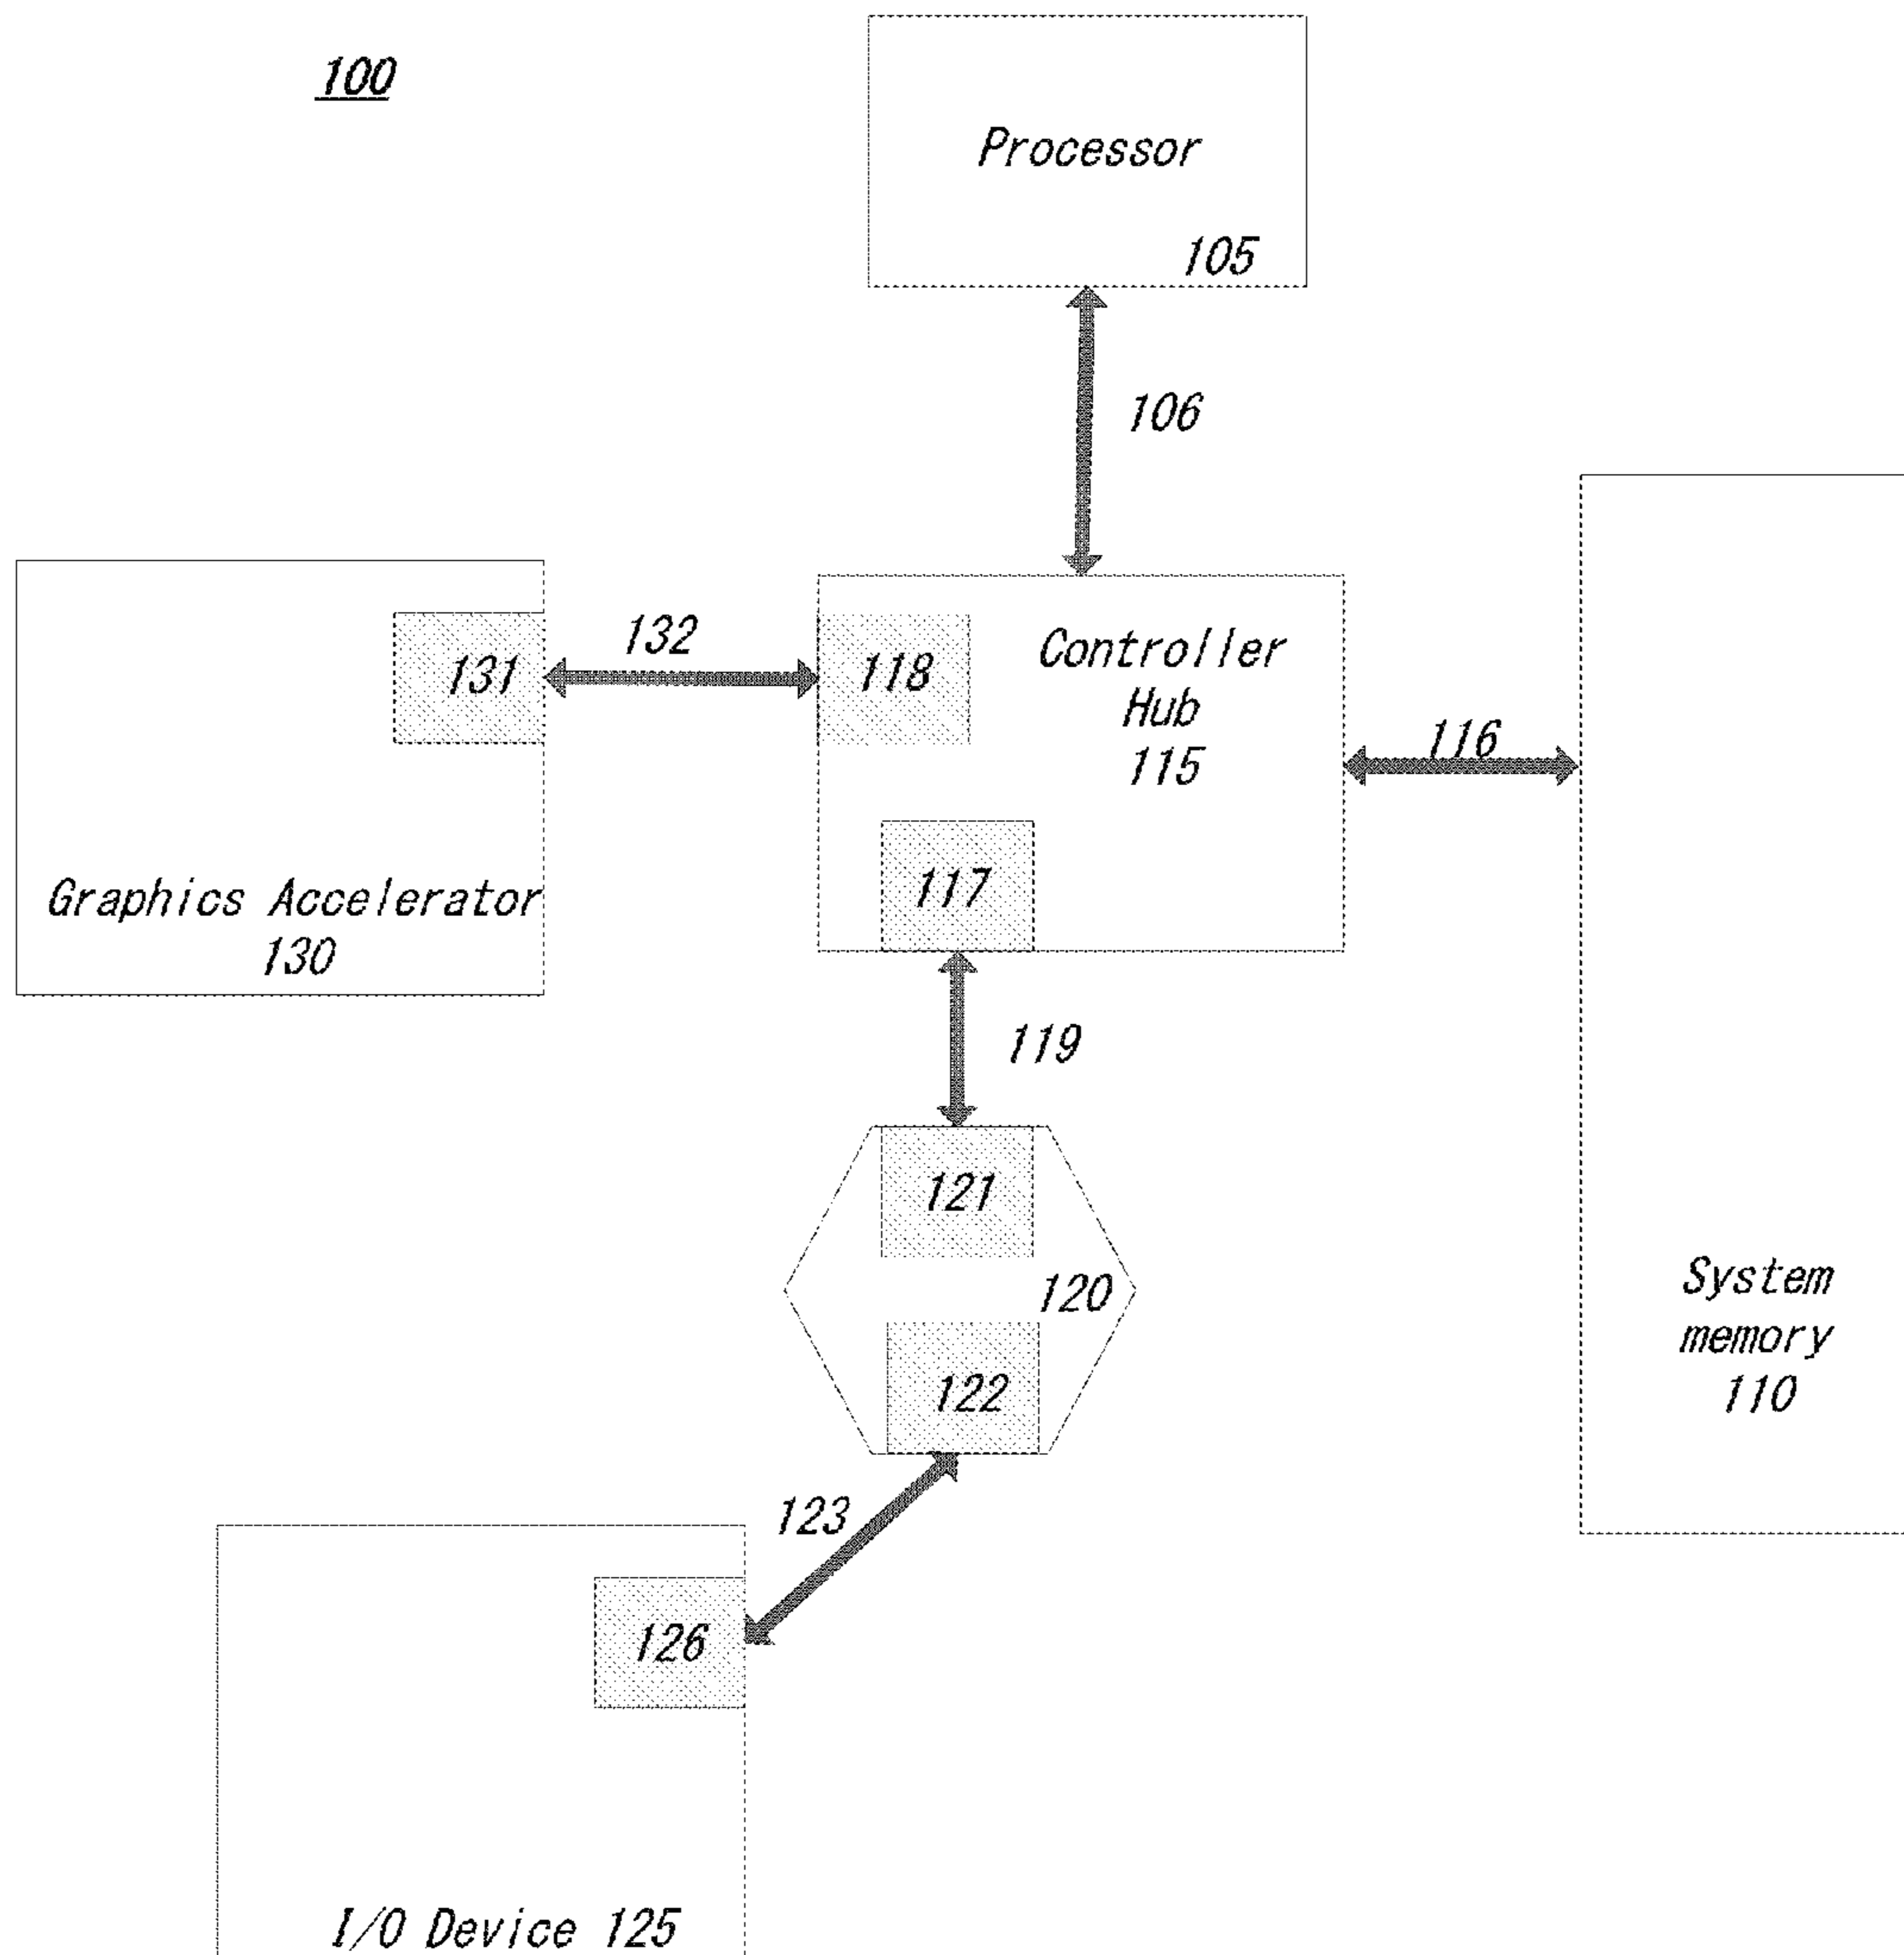 100
Processor
105
106
132
131
118
Controller
Hub
115
116
117
Graphics Accelerator
130
119
121
120
122
System
memory
110
123
126
I/O Device 125